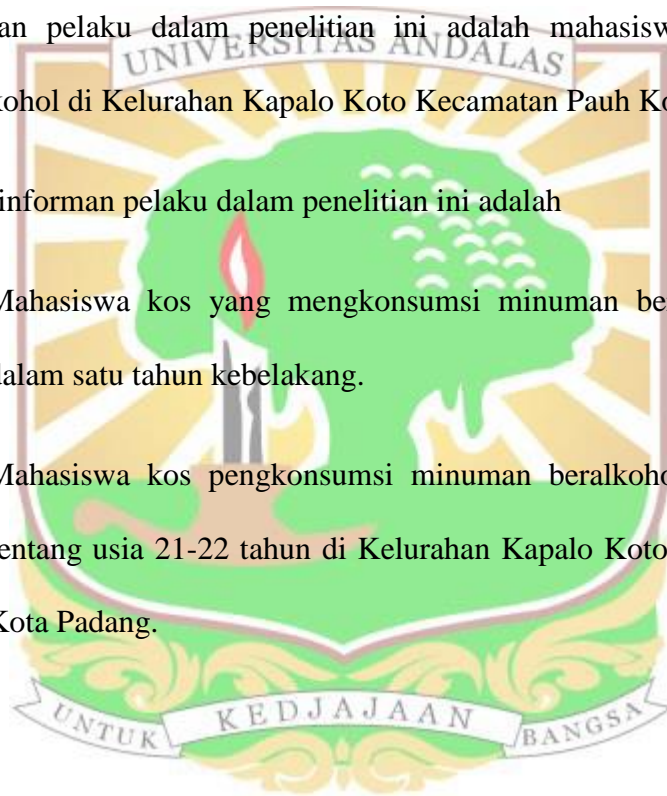 an pelaku dalam penelitian ini adalah mahasisw
UNIVERSITAS ANDALAS
kohol di Kelurahan Kapalo Koto Kecamatan Pauh Ko
informan pelaku dalam penelitian ini adalah
Mahasiswa kos yang mengkonsumsi minuman be
dalam satu tahun kebelakang.
Mahasiswa kos pengkonsumsi minuman beralkoho
entang usia 21-22 tahun di Kelurahan Kapalo Koto
Kota Padang.
UNTUK KEDJAJAAN BANGSA